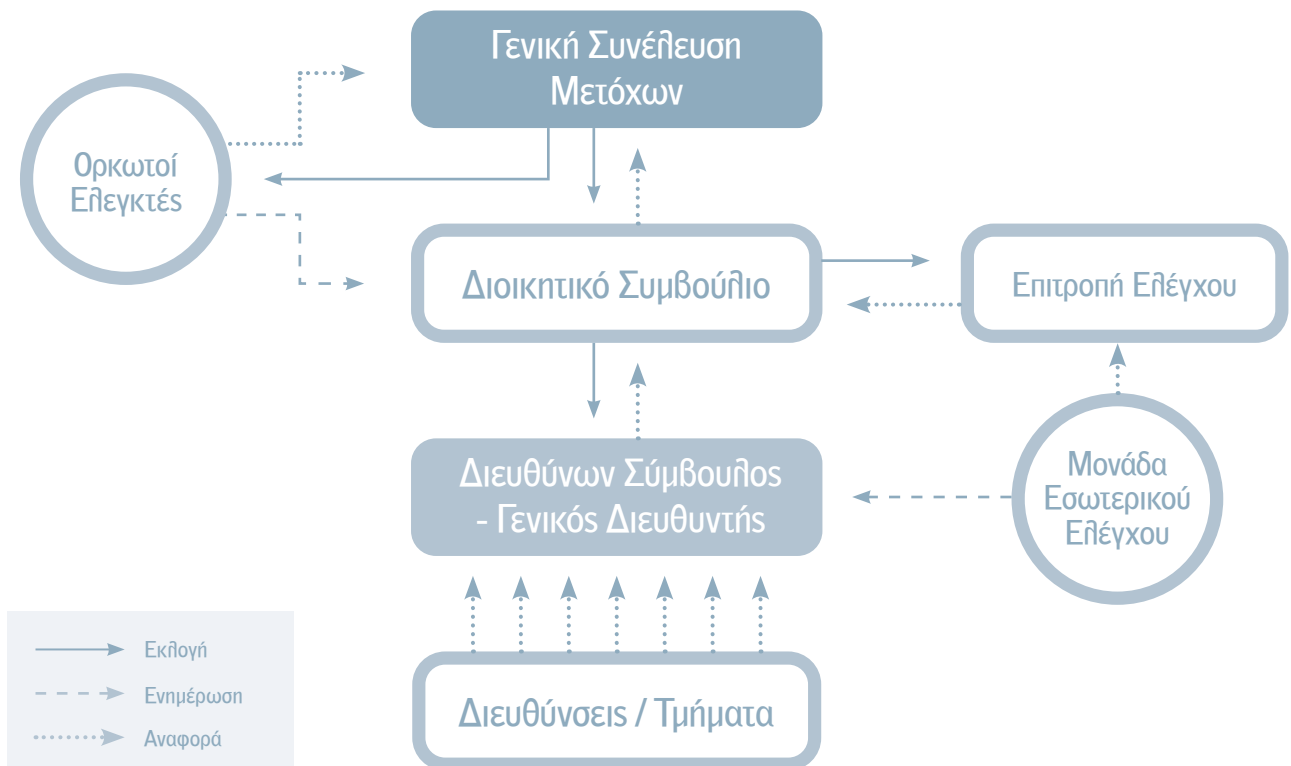 Γενική Συνέλευση
Μετόχων
Ορκωτοί
Ελεγκτές
Διοικητικό Συμβούλιο
Επιτροπή Ελέγχου
Διευθύνων Σύμβουλος
- Γενικός Διευθυντής
Μονάδα
Εσωτερικού
Ελέγχου
Διευθύνσεις / Τμήματα
Εκλογή
Ενημέρωση
Αναφορά